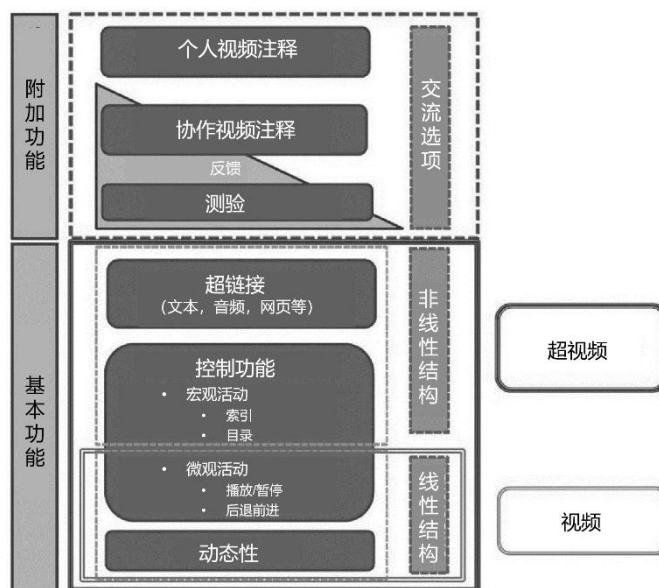 附加功能
个人视频注释
协作视频注释
反馈
测验
交流选项
基本功能
超链接
（文本，音频，网页等）
控制功能
• 宏观活动
• 索引
• 目录
• 微观活动
• 播放/暂停
• 后退前进
动态性
非线性结构
线性结构
超视频
视频